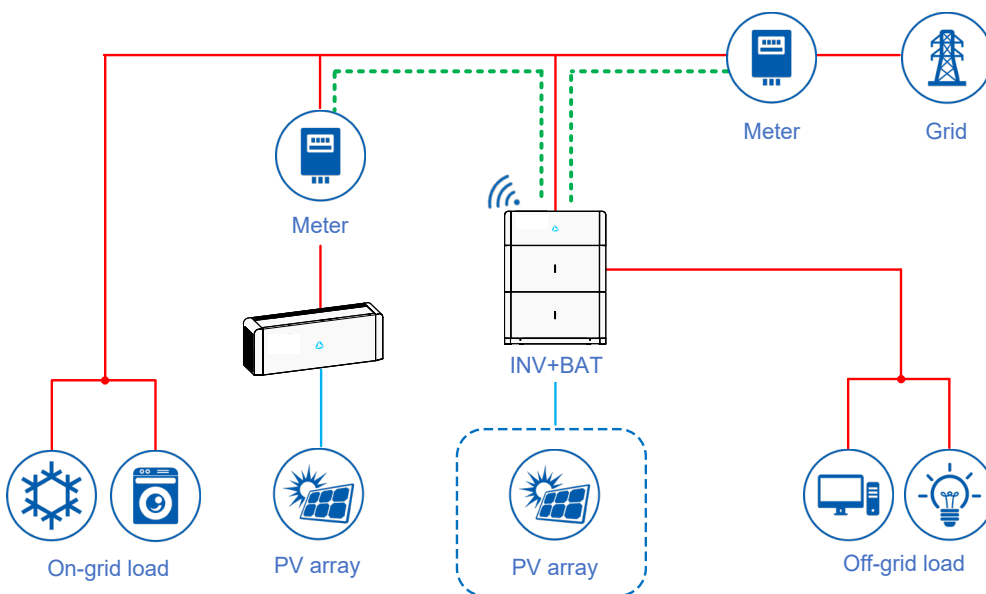 Meter
Grid
Meter
INV+BAT
On-grid load
PV array
PV array
Off-grid load